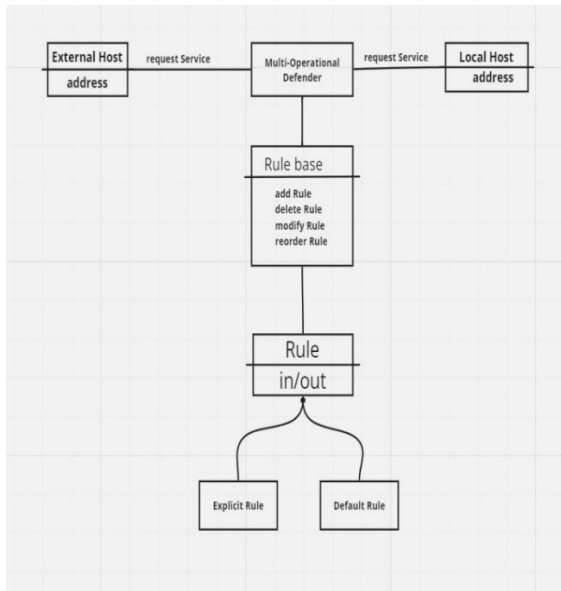 External Host
address
request Service
Multi-Operational
Defender
request Service
Local Host
address
Rule base
add Rule
delete Rule
modify Rule
reorder Rule
Rule
in/out
Explicit Rule
Default Rule